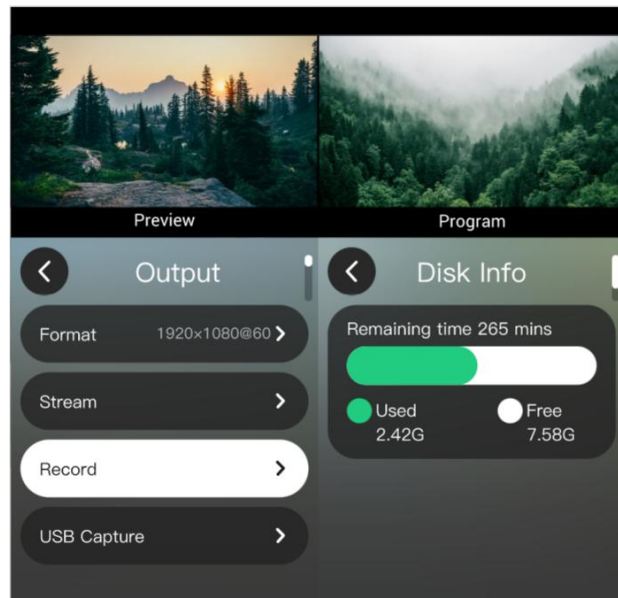 Preview
Program
Output
Format 1920×1080@60
Stream
Record
USB Capture
Disk Info
Remaining time 265 mins
Used
2.42G
Free
7.58G